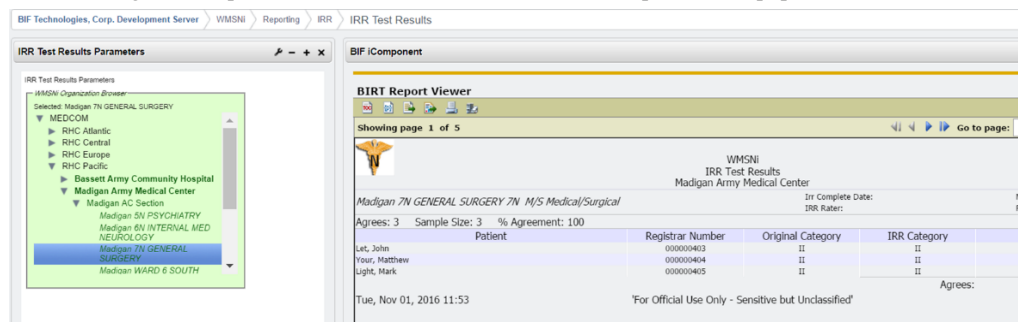 BIF Technologies, Corp. Development Server WMSNi Reporting IRR IRR Test Results
IRR Test Results Parameters
IRR Test Results Parameters
WMSNi Organization Browser
Selected: Madigan 7N GENERAL SURGERY
MEDCOM
RHC Atlantic
RHC Central
RHC Europe
RHC Pacific
Bassett Army Community Hospital
Madigan Army Medical Center
Madigan AC Section
Madigan 5N PSYCHIATRY
Madigan 6N INTERNAL MED
NEUROLOGY
Madigan 7N GENERAL
SURGERY
Madigan WARD 6 SOUTH
BIF iComponent
BIRT Report Viewer
Showing page 1 of 5 Go to page:
N
WMSNi
IRR Test Results
Madigan Army Medical Center
Madigan 7N GENERAL SURGERY 7N M/S Medical/Surgical
Irr Complete Date:
IRR Rater:
Agrees: 3 Sample Size: 3 % Agreement: 100
Patient Registrar Number Original Category IRR Category
Let, John 000000403 II II
Your, Matthew 000000404 II II
Light, Mark 000000405 II II
Agrees:
Tue, Nov 01, 2016 11:53 'For Official Use Only - Sensitive but Unclassified'